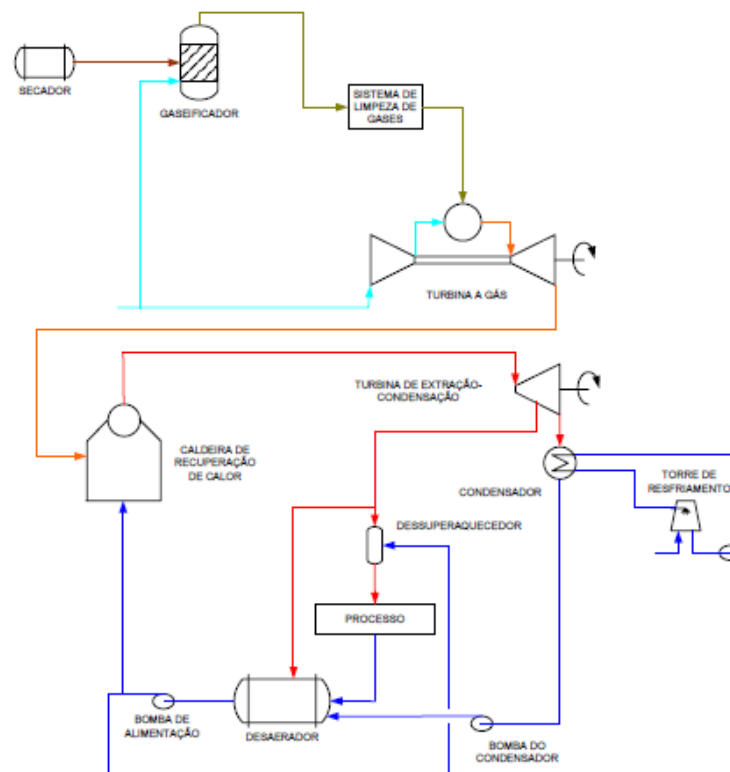 SECADOR
GASEIFICADOR
SISTEMA DE
LIMPEZA DE
GASES
TURBINA A GÁS
TURBINA DE EXTRAÇÃO-
CONDENSAÇÃO
CALDEIRA DE
RECUPERAÇÃO
DE CALOR
CONDENSADOR
TORRE DE
RESFRIAMENTO
DESSUPERAQUECEDOR
PROCESSO
BOMBA DE
ALIMENTAÇÃO
DESAERADOR
BOMBA DO
CONDENSADOR